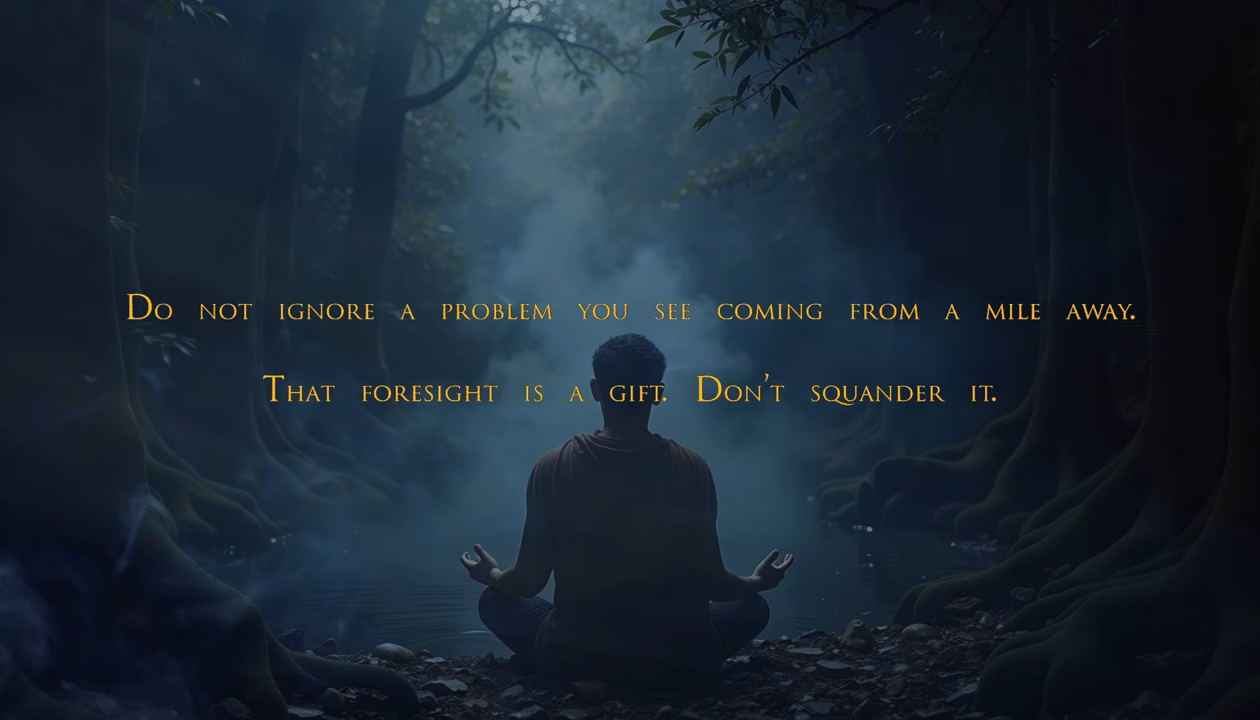 Do not ignore a problem you see coming from a mile away.
That foresight is a gift. Don't squander it.